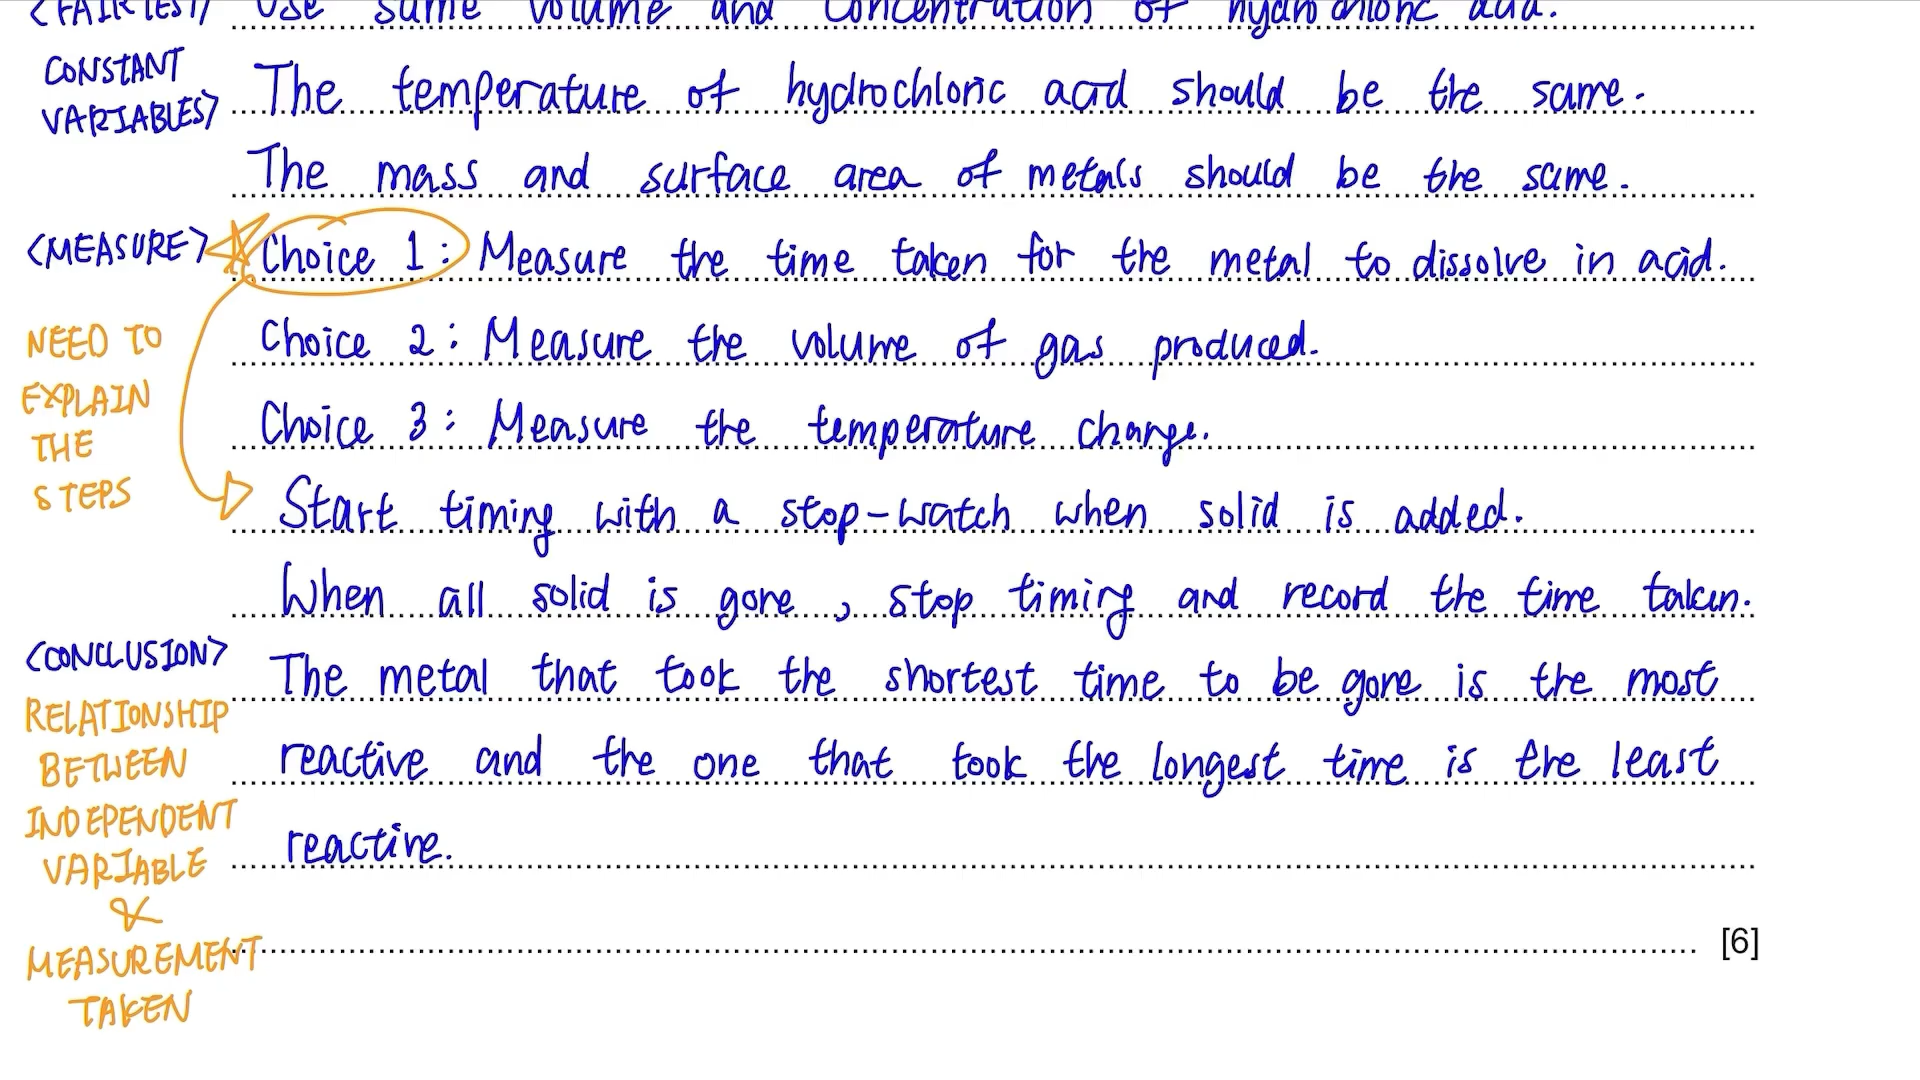 <FAIR TEST> Use same volume and concentration of hydrochloric acid.
<CONSTANT
VARIABLES> The temperature of hydrochloric acid should be the same.
The mass and surface area of metals should be the same.
<MEASURE> Choice 1: Measure the time taken for the metal to dissolve in acid.
NEED TO
EXPLAIN
THE
STEPS
Choice 2: Measure the volume of gas produced.
Choice 3: Measure the temperature change.
Start timing with a stop-watch when solid is added.
When all solid is gone, stop timing and record the time taken.
<CONCLUSION> The metal that took the shortest time to be gone is the most
reactive and the one that took the longest time is the least
reactive.
RELATIONSHIP
BETWEEN
INDEPENDENT
VARIABLE
&
MEASUREMENT
TAKEN
[6]